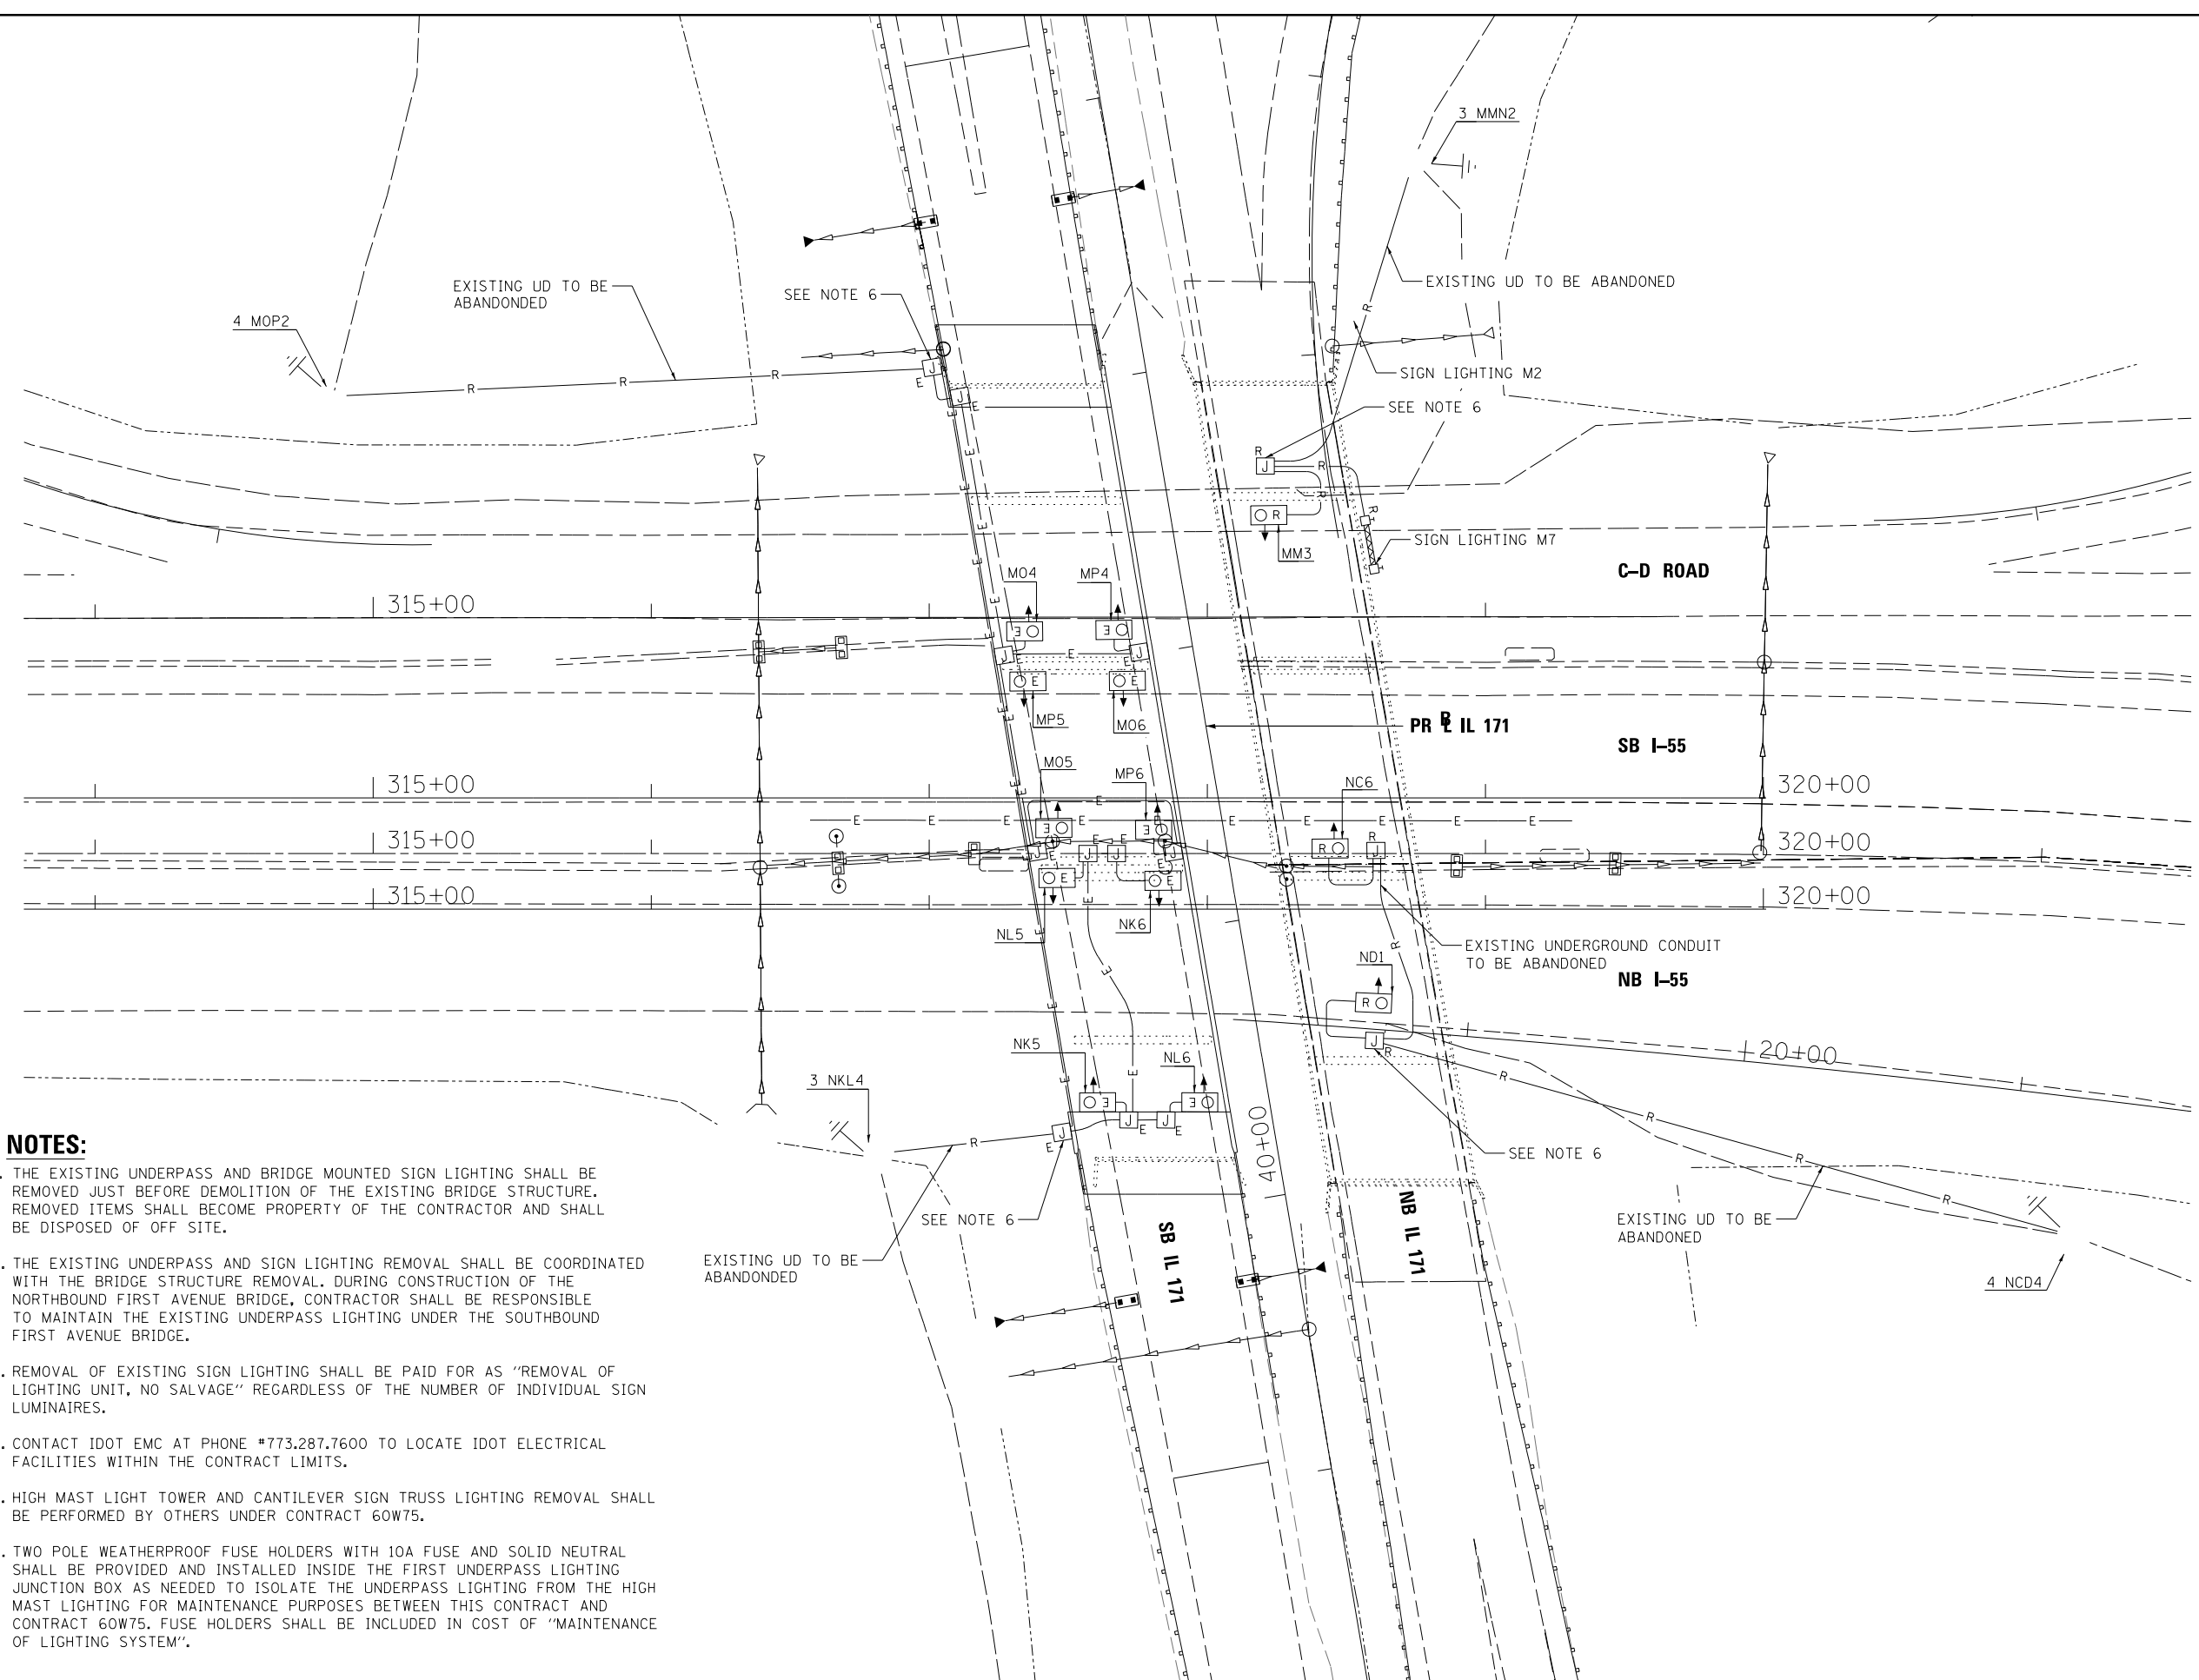 3 MMN2
EXISTING UD TO BE
ABANDONDED
SEE NOTE 6
EXISTING UD TO BE ABANDONED
4 MOP2
SIGN LIGHTING M2
SEE NOTE 6
MM3
SIGN LIGHTING M7
C-D ROAD
MO4
MP4
315+00
MP5
MO6
PR B L IL 171
SB I-55
MO5
MP6
NC6
315+00
320+00
315+00
320+00
315+00
320+00
NL5
NK6
EXISTING UNDERGROUND CONDUIT
TO BE ABANDONED
ND1
NB I-55
NK5
NL6
20+00
3 NKL4
40+00
SEE NOTE 6
SEE NOTE 6
EXISTING UD TO BE
ABANDONED
EXISTING UD TO BE
ABANDONDED
SB IL 171
NB IL 171
4 NCD4
NOTES:
. THE EXISTING UNDERPASS AND BRIDGE MOUNTED SIGN LIGHTING SHALL BE
REMOVED JUST BEFORE DEMOLITION OF THE EXISTING BRIDGE STRUCTURE.
REMOVED ITEMS SHALL BECOME PROPERTY OF THE CONTRACTOR AND SHALL
BE DISPOSED OF OFF SITE.
. THE EXISTING UNDERPASS AND SIGN LIGHTING REMOVAL SHALL BE COORDINATED
WITH THE BRIDGE STRUCTURE REMOVAL. DURING CONSTRUCTION OF THE
NORTHBOUND FIRST AVENUE BRIDGE, CONTRACTOR SHALL BE RESPONSIBLE
TO MAINTAIN THE EXISTING UNDERPASS LIGHTING UNDER THE SOUTHBOUND
FIRST AVENUE BRIDGE.
. REMOVAL OF EXISTING SIGN LIGHTING SHALL BE PAID FOR AS "REMOVAL OF
LIGHTING UNIT, NO SALVAGE" REGARDLESS OF THE NUMBER OF INDIVIDUAL SIGN
LUMINAIRES.
. CONTACT IDOT EMC AT PHONE #773.287.7600 TO LOCATE IDOT ELECTRICAL
FACILITIES WITHIN THE CONTRACT LIMITS.
. HIGH MAST LIGHT TOWER AND CANTILEVER SIGN TRUSS LIGHTING REMOVAL SHALL
BE PERFORMED BY OTHERS UNDER CONTRACT 60W75.
. TWO POLE WEATHERPROOF FUSE HOLDERS WITH 10A FUSE AND SOLID NEUTRAL
SHALL BE PROVIDED AND INSTALLED INSIDE THE FIRST UNDERPASS LIGHTING
JUNCTION BOX AS NEEDED TO ISOLATE THE UNDERPASS LIGHTING FROM THE HIGH
MAST LIGHTING FOR MAINTENANCE PURPOSES BETWEEN THIS CONTRACT AND
CONTRACT 60W75. FUSE HOLDERS SHALL BE INCLUDED IN COST OF "MAINTENANCE
OF LIGHTING SYSTEM".